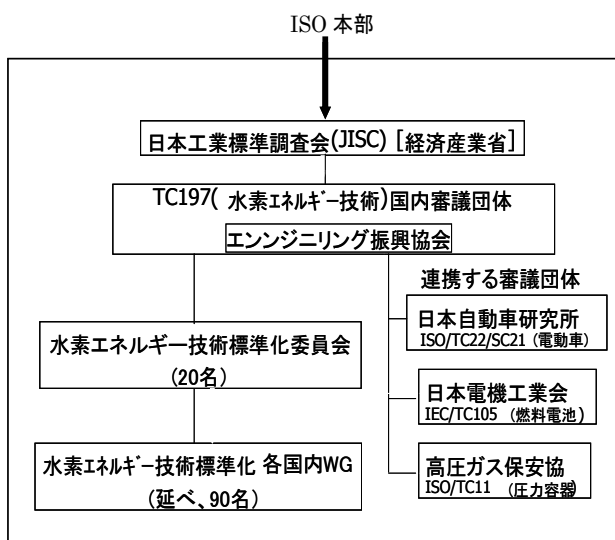 ISO 本部
日本工業標準調査会(JISC) [経済産業省]
TC197( 水素エネルギー技術)国内審議団体
エンンジニリング振興協会
連携する審議団体
日本自動車研究所
ISO/TC22/SC21 (電動車)
水素エネルギー技術標準化委員会
(20名)
日本電機工業会
IEC/TC105 (燃料電池)
水素エネルギー技術標準化 各国内WG
(延べ、90名)
高圧ガス保安協
ISO/TC11 (圧力容器)